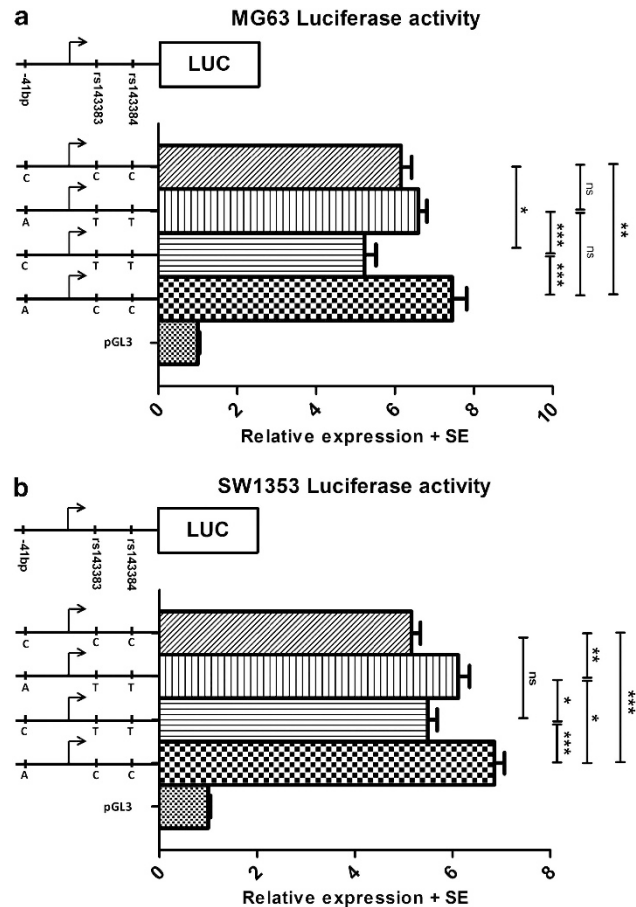 a
MG63 Luciferase activity
LUC
-41bp
rs143383
rs143384
C C C
A T T
C T T
A C C
pGL3
*
***
***
ns
ns
**
0 2 4 6 8 10
Relative expression + SE
b
SW1353 Luciferase activity
LUC
-41bp
rs143383
rs143384
C C C
A T T
C T T
A C C
pGL3
ns
*
***
**
*
***
0 2 4 6 8
Relative expression + SE